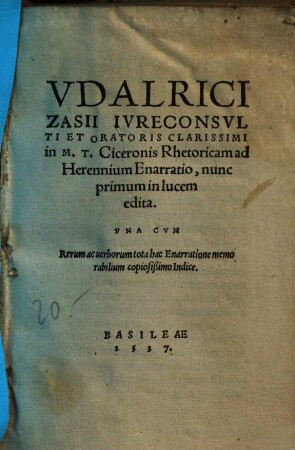 VDALRICI
ZASII IVRECONSVL
TI ET ORATORIS CLARISSIMI
in M. T. Ciceronis Rhetoricam ad
Herennium Enarratio, nunc
primum in lucem
edita.
VNA CVM
Rerum ac uerborum tota hac Enarratione memo
rabilium copiosißimo Indice.
20.-
BASILEAE
1537.